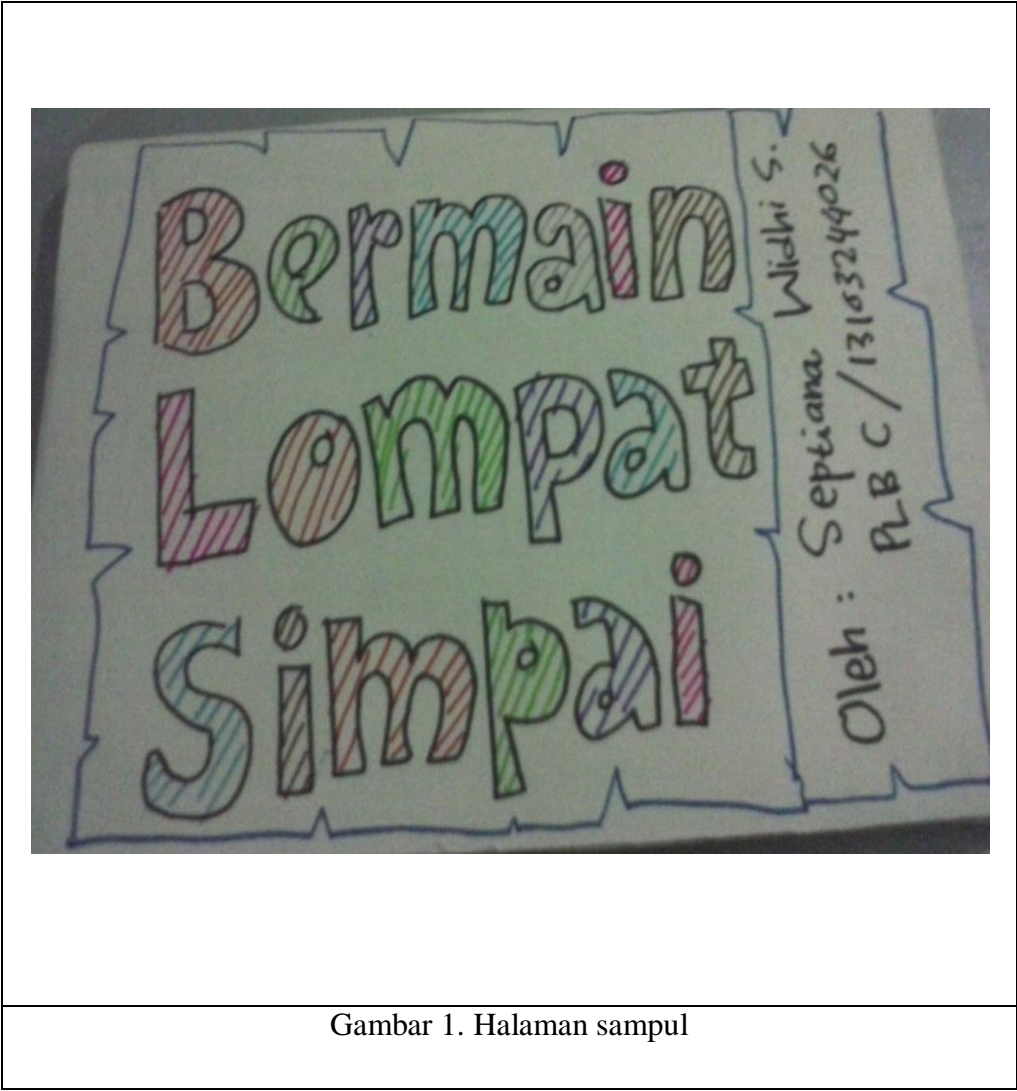 Bermain
Lompat
Simpai
Oleh : Septiana Widhi S.
PLB C / 13103244026
Gambar 1. Halaman sampul